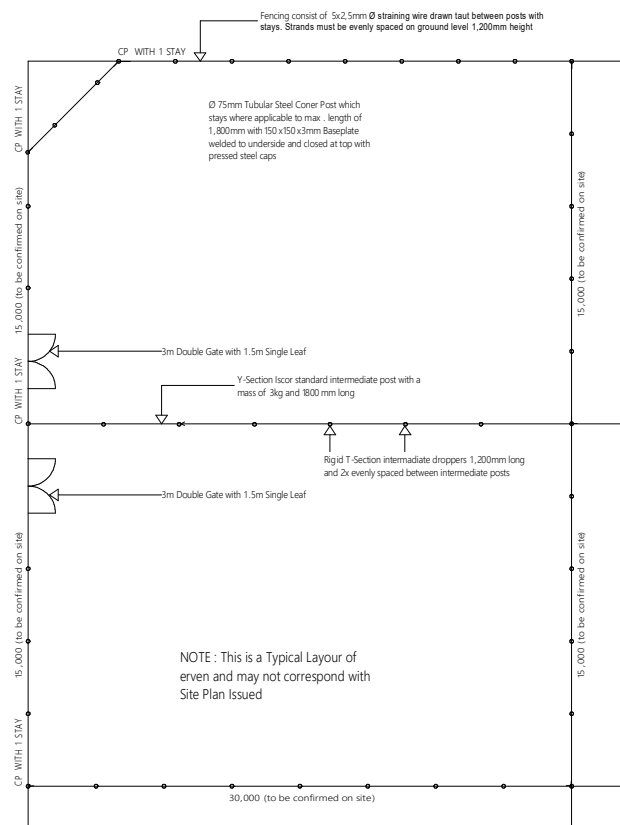 Fencing consist of 5x2,5mm Ø straining wire drawn taut between posts with
stays. Strands must be evenly spaced on ground level 1,200mm height
CP WITH 1 STAY
CP WITH 1 STAY
Ø 75mm Tubular Steel Coner Post which
stays where applicable to max . length of
1,800mm with 150 x150 x3mm Baseplate
welded to underside and closed at top with
pressed steel caps
15,000 (to be confirmed on site)
15,000 (to be confirmed on site)
3m Double Gate with 1.5m Single Leaf
CP WITH 1 STAY
Y-Section Iscor standard intermediate post with a
mass of 3kg and 1800 mm long
Rigid T-Section intermadiate droppers 1,200mm long
and 2x evenly spaced between intermediate posts
3m Double Gate with 1.5m Single Leaf
15,000 (to be confirmed on site)
15,000 (to be confirmed on site)
NOTE : This is a Typical Layour of
erven and may not correspond with
Site Plan Issued
CP WITH 1 STAY
30,000 (to be confirmed on site)